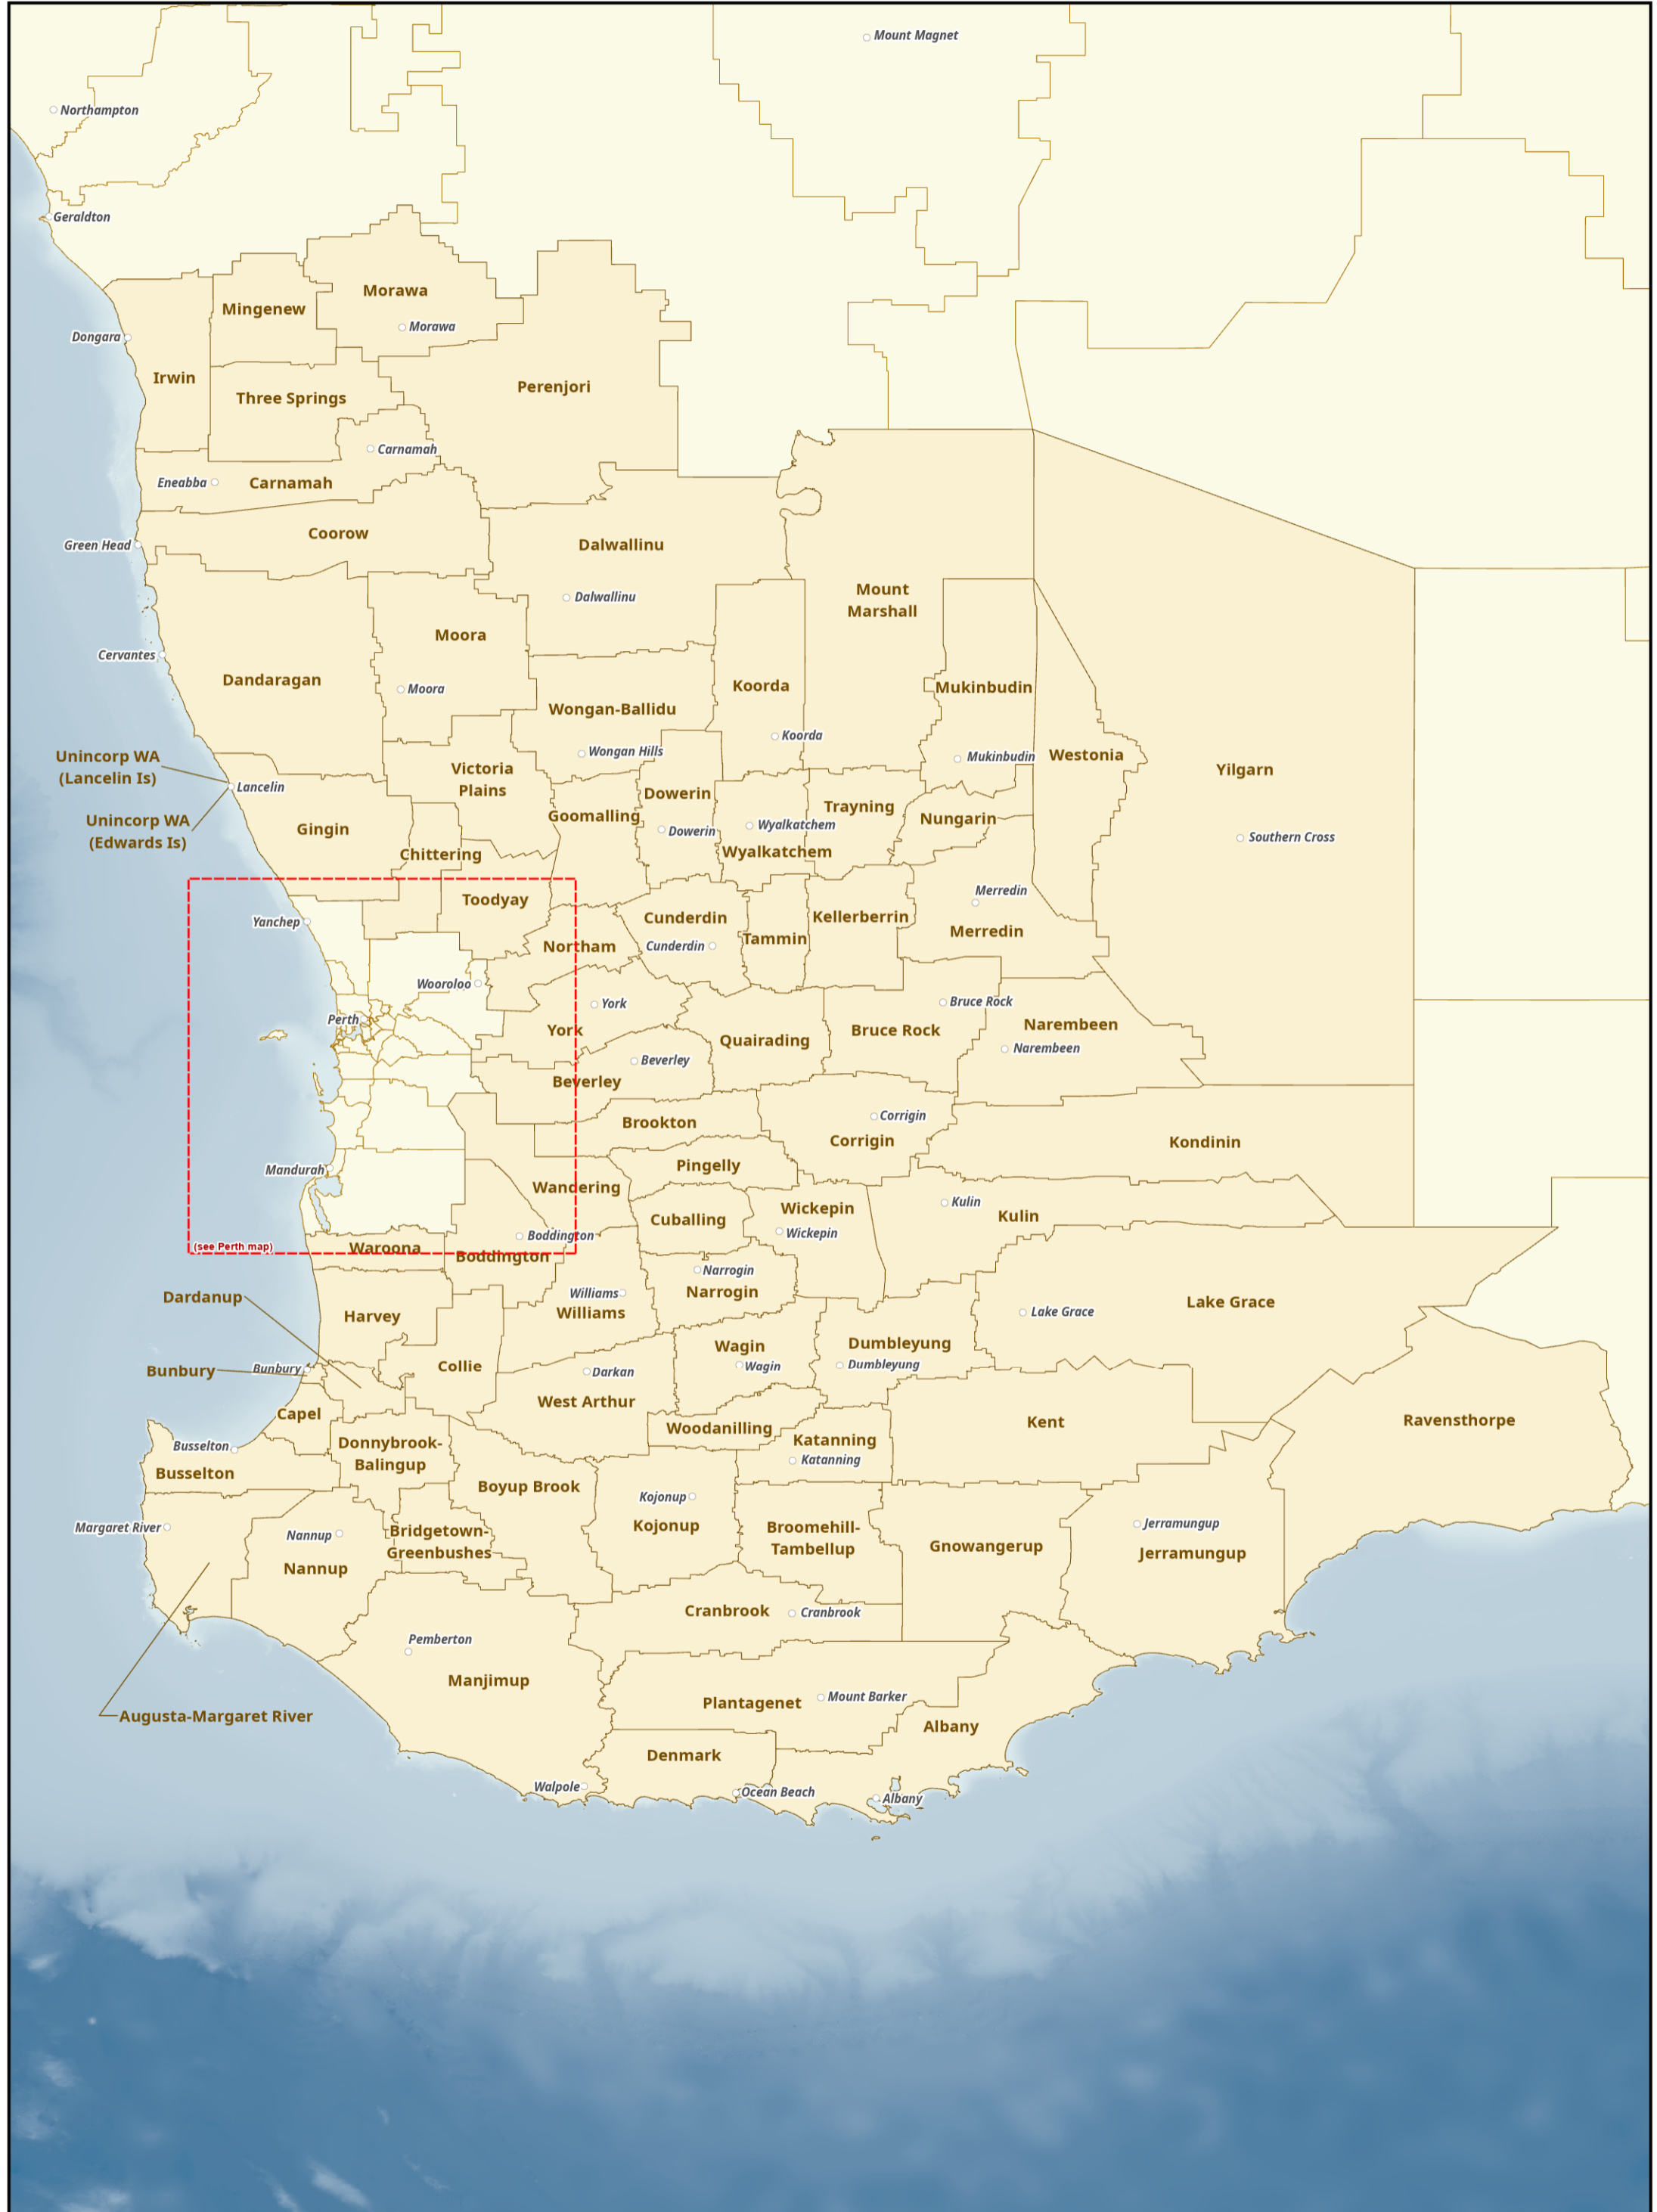 Mount Magnet
Northampton
Geraldton
Morawa
Mingenew
Morawa
Dongara
Irwin
Perenjori
Three Springs
Carnamah
Eneabba
Carnamah
Coorow
Green Head
Dalwallinu
Mount
Marshall
Dalwallinu
Moora
Cervantes
Dandaragan
Koorda
Mukinbudin
Moora
Wongan-Ballidu
Koorda
Wongan Hills
Mukinbudin
Westonia
Unincorp WA
(Lancelin Is)
Victoria
Plains
Yilgarn
Lancelin
Dowerin
Trayning
Goomalling
Nungarin
Unincorp WA
(Edwards Is)
Gingin
Dowerin
Wyalkatchem
Southern Cross
Chittering
Wyalkatchem
Merredin
Toodyay
Yanchep
Cunderdin
Kellerberrin
Merredin
Tammin
Northam
Cunderdin
Wooroloo
York
Bruce Rock
Perth
York
Quairading
Bruce Rock
Narembeen
Narembeen
Beverley
Beverley
Brookton
Corrigin
Corrigin
Kondinin
Pingelly
Mandurah
Wandering
Kulin
Wickepin
Kulin
Cuballing
Wickepin
Boddington
(see Perth map)
Waroona
Boddington
Narrogin
Narrogin
Williams
Dardanup
Lake Grace
Williams
Harvey
Lake Grace
Wagin
Dumbleyung
Bunbury
Bunbury
Collie
Darkan
Wagin
Dumbleyung
West Arthur
Capel
Woodanilling
Kent
Ravensthorpe
Donnybrook-
Balingup
Katanning
Busselton
Katanning
Busselton
Boyup Brook
Kojonup
Margaret River
Nannup
Bridgetown-
Greenbushes
Kojonup
Broomehill-
Tambellup
Jerramungup
Gnowangerup
Jerramungup
Nannup
Cranbrook
Cranbrook
Pemberton
Manjimup
Plantagenet
Mount Barker
Augusta-Margaret River
Albany
Denmark
Walpole
Ocean Beach
Albany